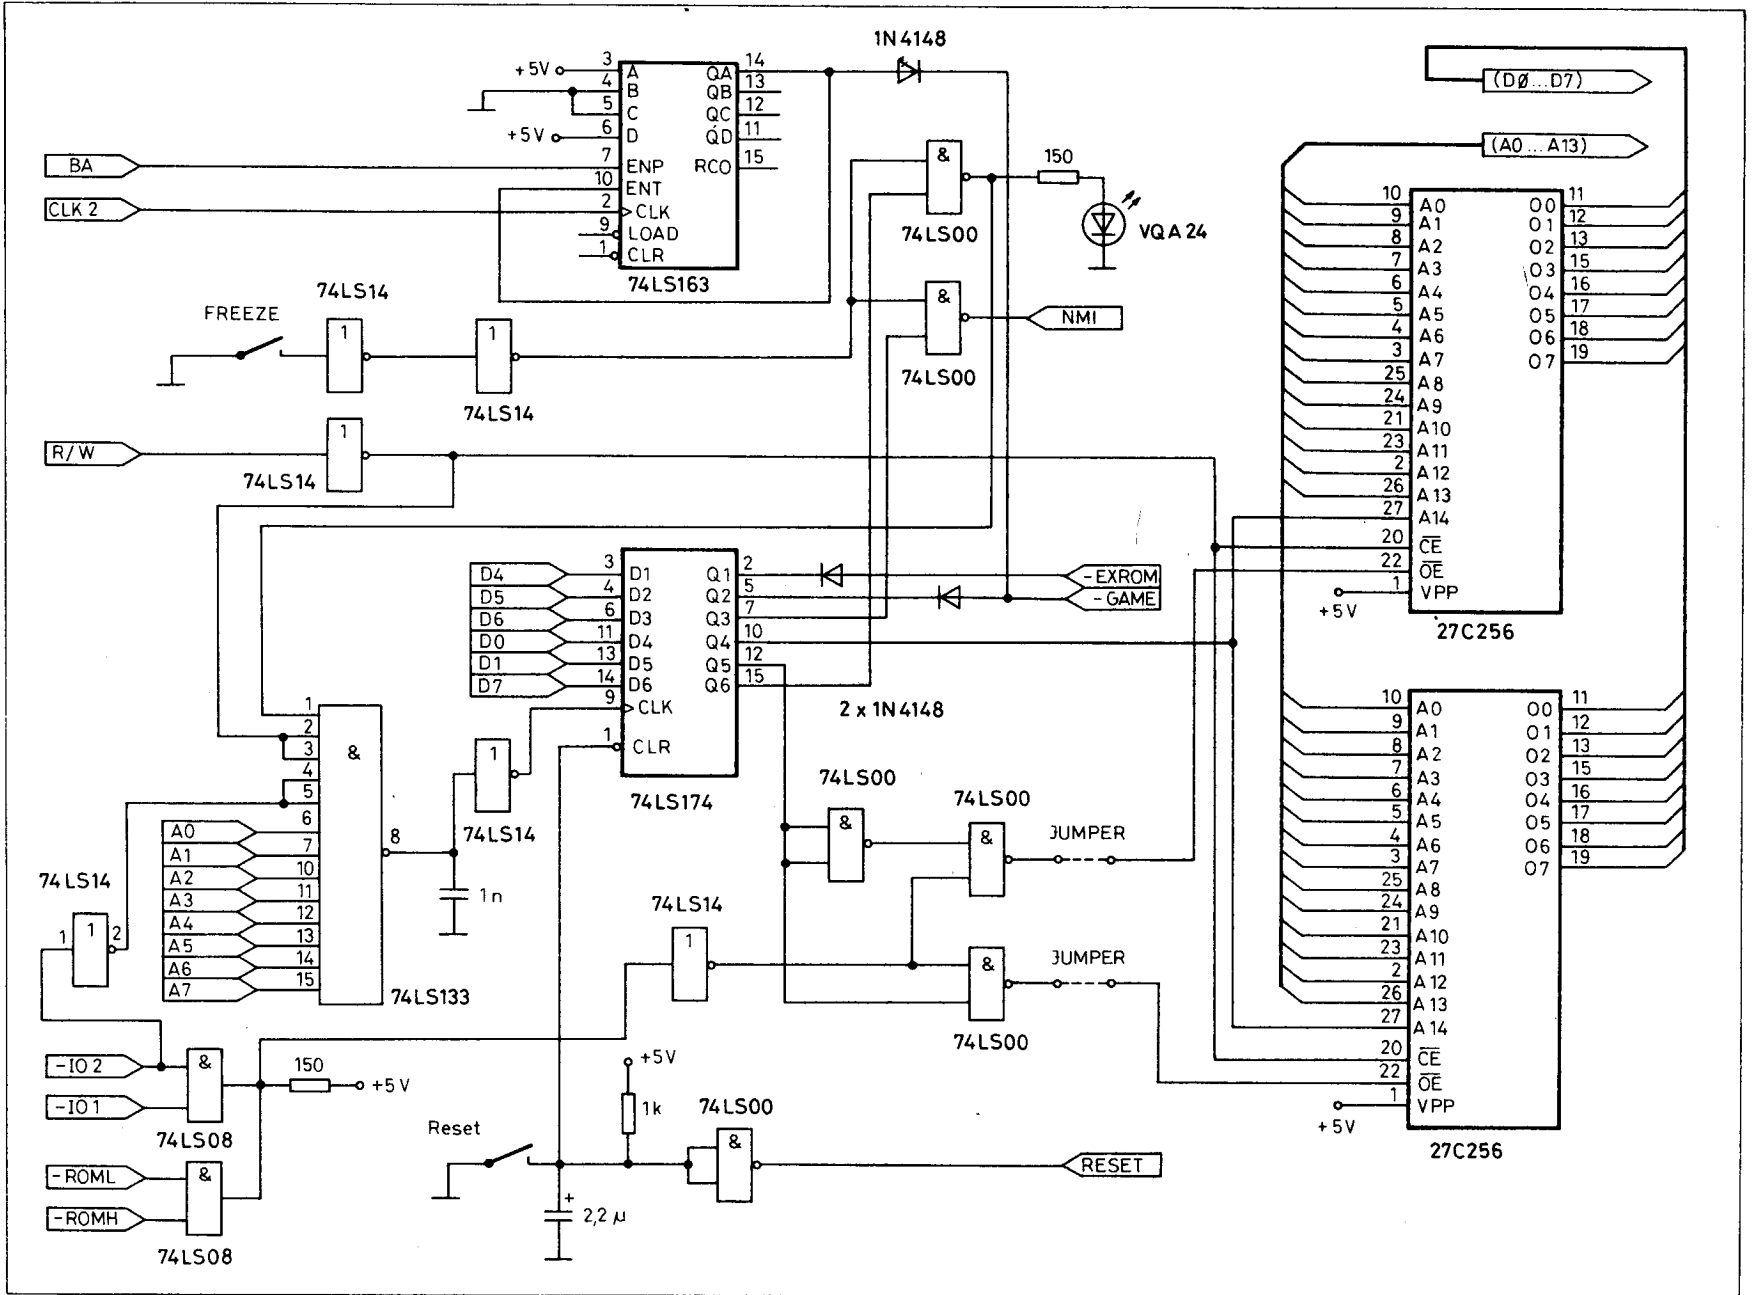 1N4148
+5V
3 A QA 14
4 B QB 13
5 C QC 12
+5V
6 D QD 11
BA
7 ENP RCO 15
10 ENT
CLK 2
2 CLK
9 LOAD
1 CLR
74LS163
&
74LS00
150
VQA24
(DØ...D7)
(A0...A13)
FREEZE
74LS14
1
1
74LS14
&
74LS00
NMI
R/W
1
74LS14
10 A0 O0 11
9 A1 O1 12
8 A2 O2 13
7 A3 O3 15
6 A4 O4 16
5 A5 O5 17
4 A6 O6 18
3 A7 O7 19
25 A8
24 A9
21 A10
23 A11
2 A12
26 A13
27 A14
20 CE
22 OE
1 VPP
+5V
27C256
D4 3 D1 Q1 2
D5 4 D2 Q2 5
D6 6 D3 Q3 7
D0 11 D4 Q4 10
D1 13 D5 Q5 12
D7 14 D6 Q6 15
9 CLK
1 CLR
74LS174
-EXROM
-GAME
2 x 1N4148
1
74LS14
1
2
3
4
5
&
A0 6
A1 7
A2 10
A3 11
A4 12
A5 13
A6 14
A7 15
8
74LS133
1n
74LS14
1 1 2
74LS00
&
74LS00
&
JUMPER
74LS14
1
&
JUMPER
74LS00
10 A0 O0 11
9 A1 O1 12
8 A2 O2 13
7 A3 O3 15
6 A4 O4 16
5 A5 O5 17
4 A6 O6 18
3 A7 O7 19
25 A8
24 A9
21 A10
23 A11
2 A12
26 A13
27 A14
20 CE
22 OE
1 VPP
+5V
27C256
-IO2
-IO1
&
74LS08
150
+5V
-ROML
-ROMH
&
74LS08
+5V
1k
Reset
+
2,2 µ
74LS00
&
RESET